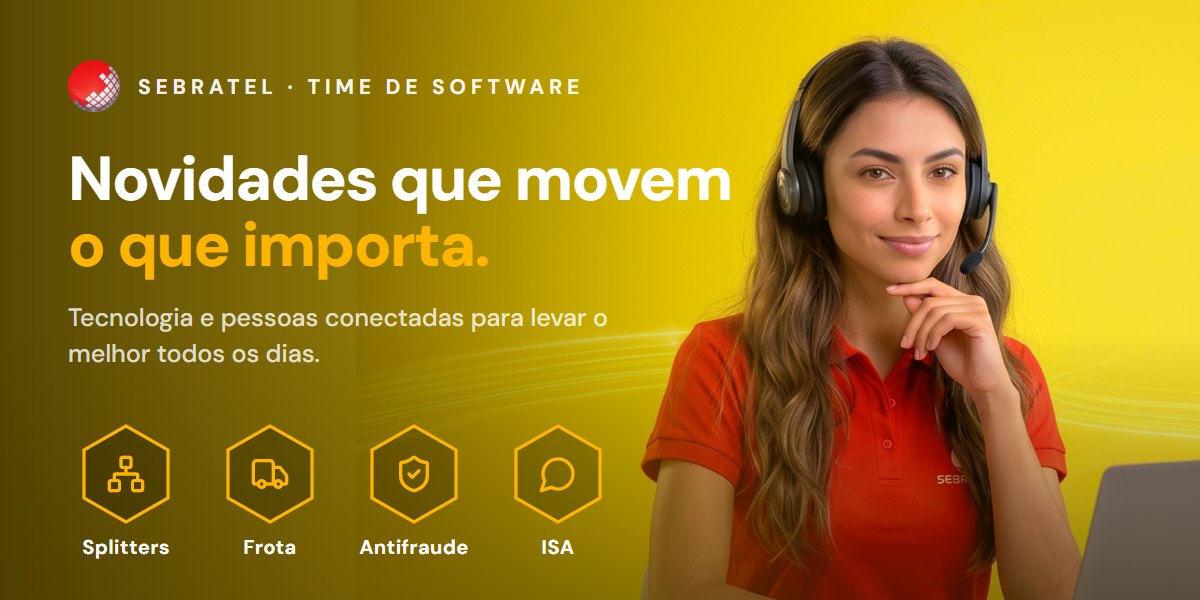 SEBRATEL · TIME DE SOFTWARE
Novidades que movem
o que importa.
Tecnologia e pessoas conectadas para levar o
melhor todos os dias.
Splitters
Frota
Antifraude
ISA